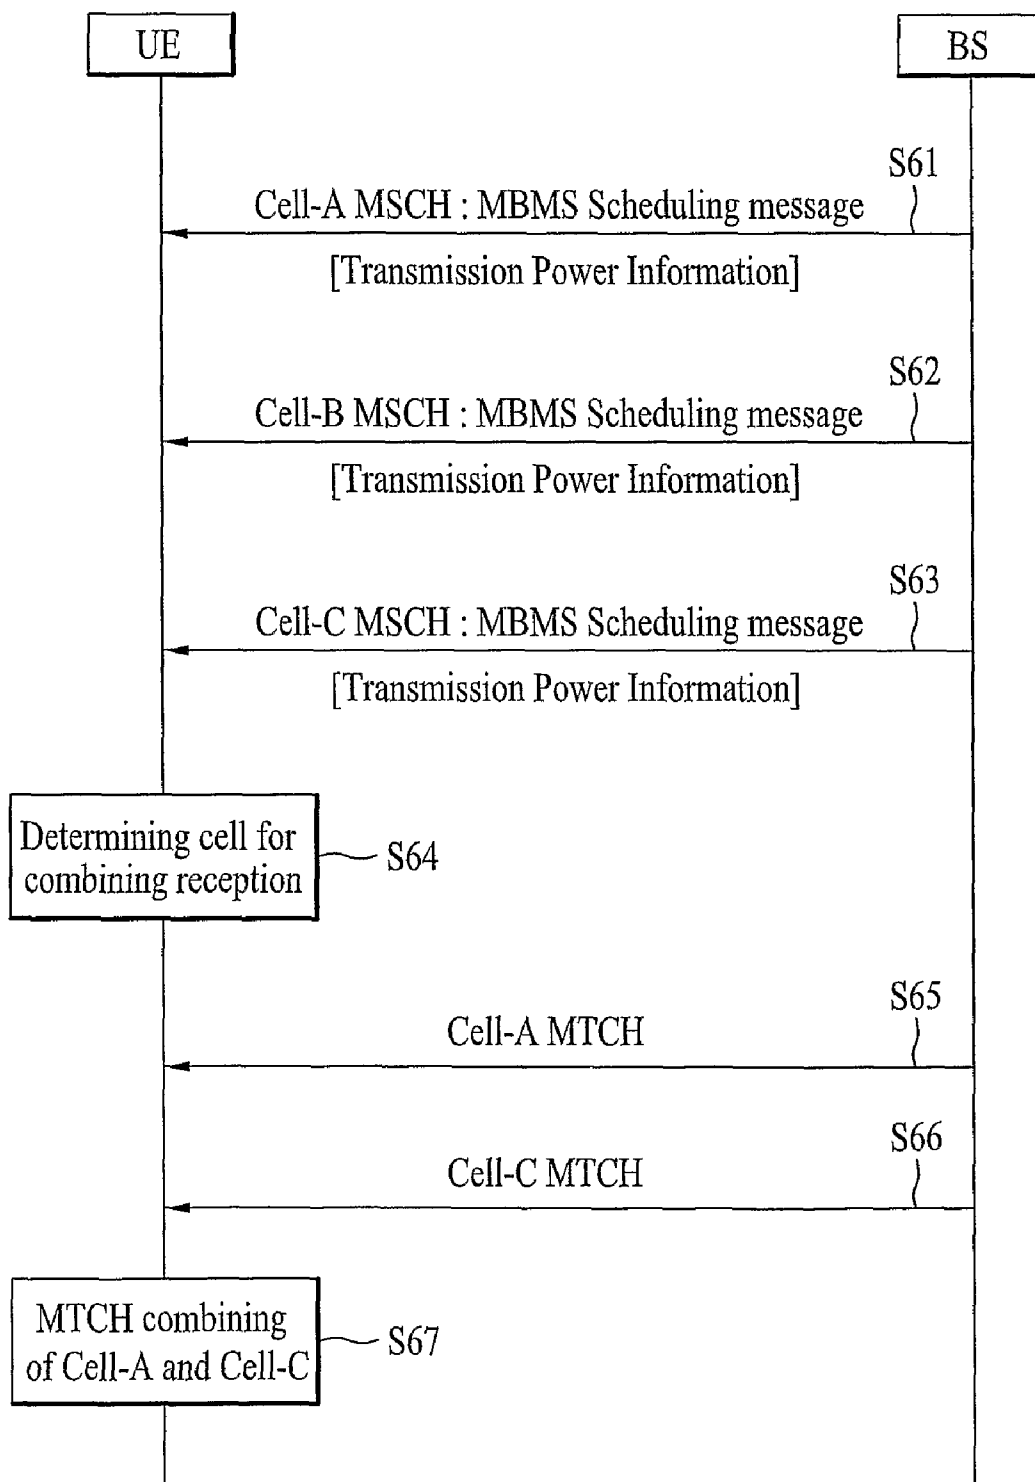 UE
BS
S61
Cell-A MSCH : MBMS Scheduling message
[Transmission Power Information]
S62
Cell-B MSCH : MBMS Scheduling message
[Transmission Power Information]
S63
Cell-C MSCH : MBMS Scheduling message
[Transmission Power Information]
Determining cell for
combining reception
S64
S65
Cell-A MTCH
S66
Cell-C MTCH
MTCH combining
of Cell-A and Cell-C
S67